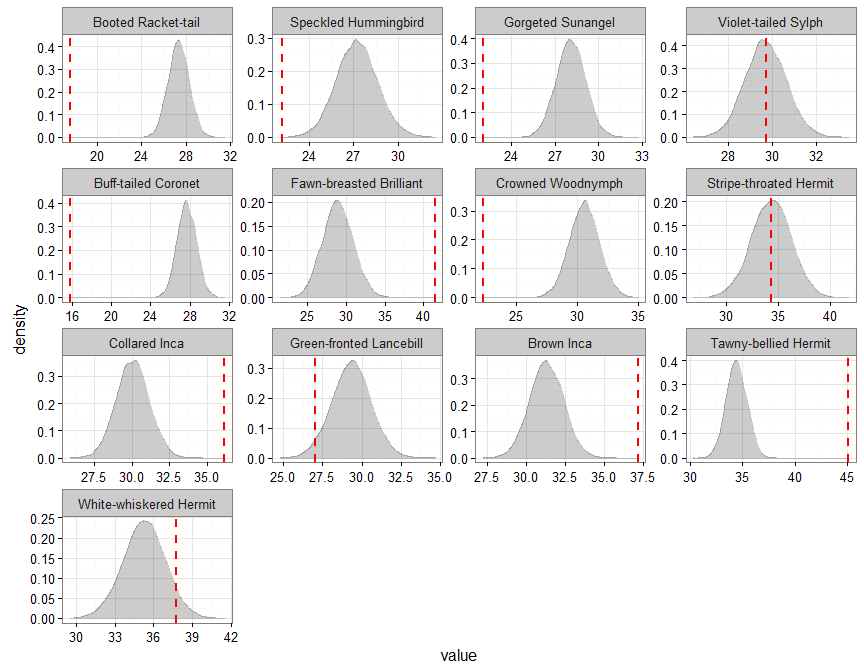 Booted Racket-tail
Speckled Hummingbird
Gorgeted Sunangel
Violet-tailed Sylph
0.4
0.3
0.2
0.1
0.0
20 24 28 32
0.3
0.2
0.1
0.0
24 27 30
0.4
0.3
0.2
0.1
0.0
24 27 30 33
0.4
0.3
0.2
0.1
0.0
28 30 32
Buff-tailed Coronet
Fawn-breasted Brilliant
Crowned Woodnymph
Stripe-throated Hermit
0.4
0.3
0.2
0.1
0.0
16 20 24 28 32
0.20
0.15
0.10
0.05
0.00
25 30 35 40
0.3
0.2
0.1
0.0
25 30 35
0.20
0.15
0.10
0.05
0.00
30 35 40
density
Collared Inca
Green-fronted Lancebill
Brown Inca
Tawny-bellied Hermit
0.3
0.2
0.1
0.0
27.5 30.0 32.5 35.0
0.3
0.2
0.1
0.0
25.0 27.5 30.0 32.5 35.0
0.3
0.2
0.1
0.0
27.5 30.0 32.5 35.0 37.5
0.4
0.3
0.2
0.1
0.0
30 35 40 45
White-whiskered Hermit
0.25
0.20
0.15
0.10
0.05
0.00
30 33 36 39 42
value